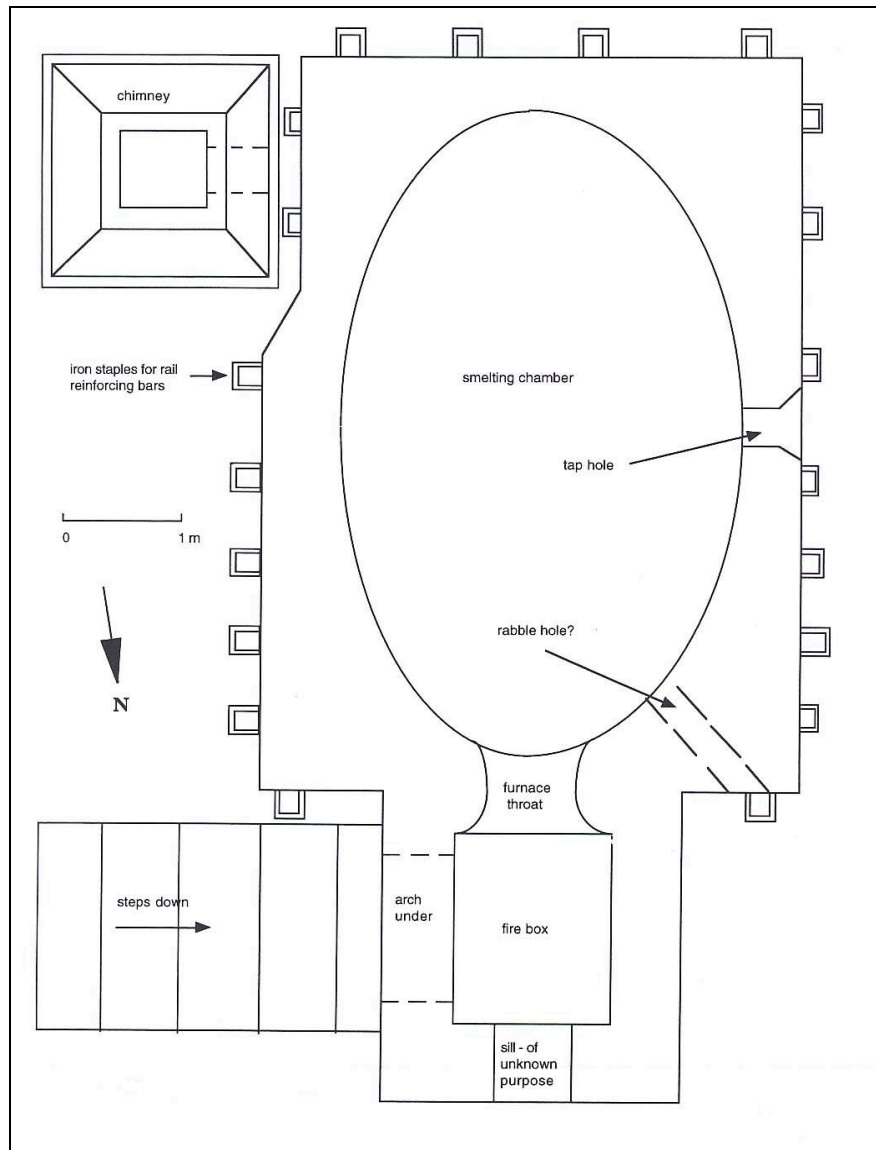 chimney
iron staples for rail
reinforcing bars
smelting chamber
tap hole
0
1 m
rabble hole?
N
furnace
throat
steps down
arch
under
fire box
sill - of
unknown
purpose